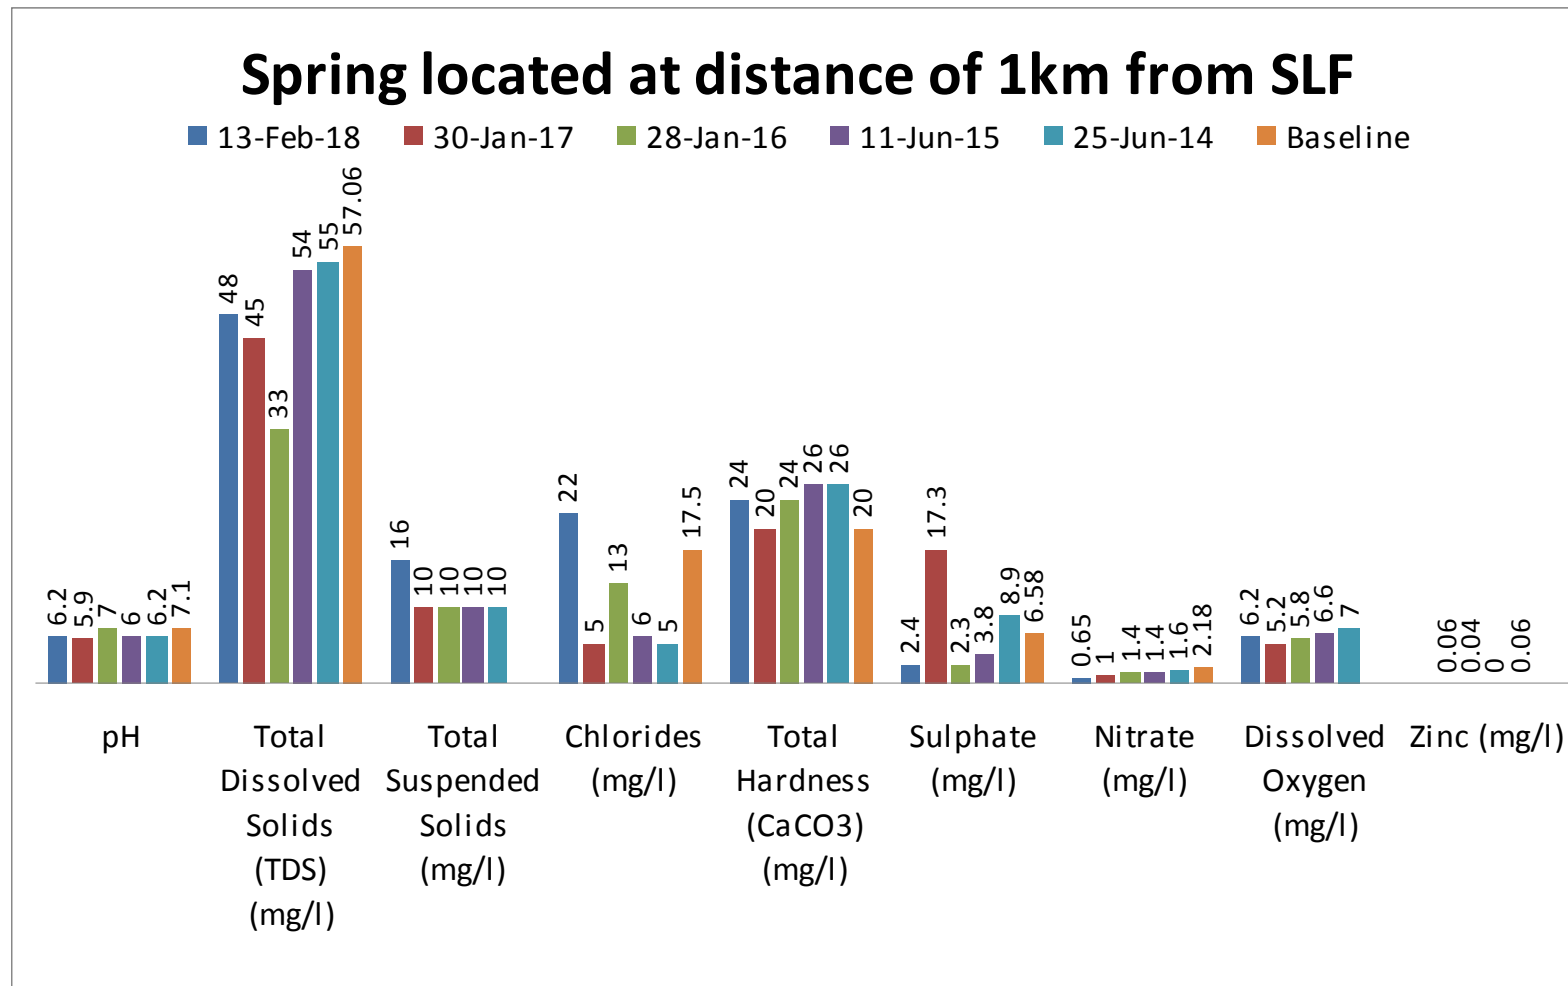 Spring located at distance of 1km from SLF
13-Feb-18 30-Jan-17 28-Jan-16 11-Jun-15 25-Jun-14 Baseline
6.2 5.9 7 6 6.2 7.1
48 45 33 54 55 57.06
16 10 10 10 10
22 5 13 6 5 17.5
24 20 24 26 26 20
2.4 17.3 2.3 3.8 8.9 6.58
0.65 1 1.4 1.4 1.6 2.18
6.2 5.2 5.8 6.6 7
0.06 0.04 0 0.06
pH
Total
Dissolved
Solids
(TDS)
(mg/l)
Total
Suspended
Solids
(mg/l)
Chlorides
(mg/l)
Total
Hardness
(CaCO3)
(mg/l)
Sulphate
(mg/l)
Nitrate
(mg/l)
Dissolved
Oxygen
(mg/l)
Zinc (mg/l)